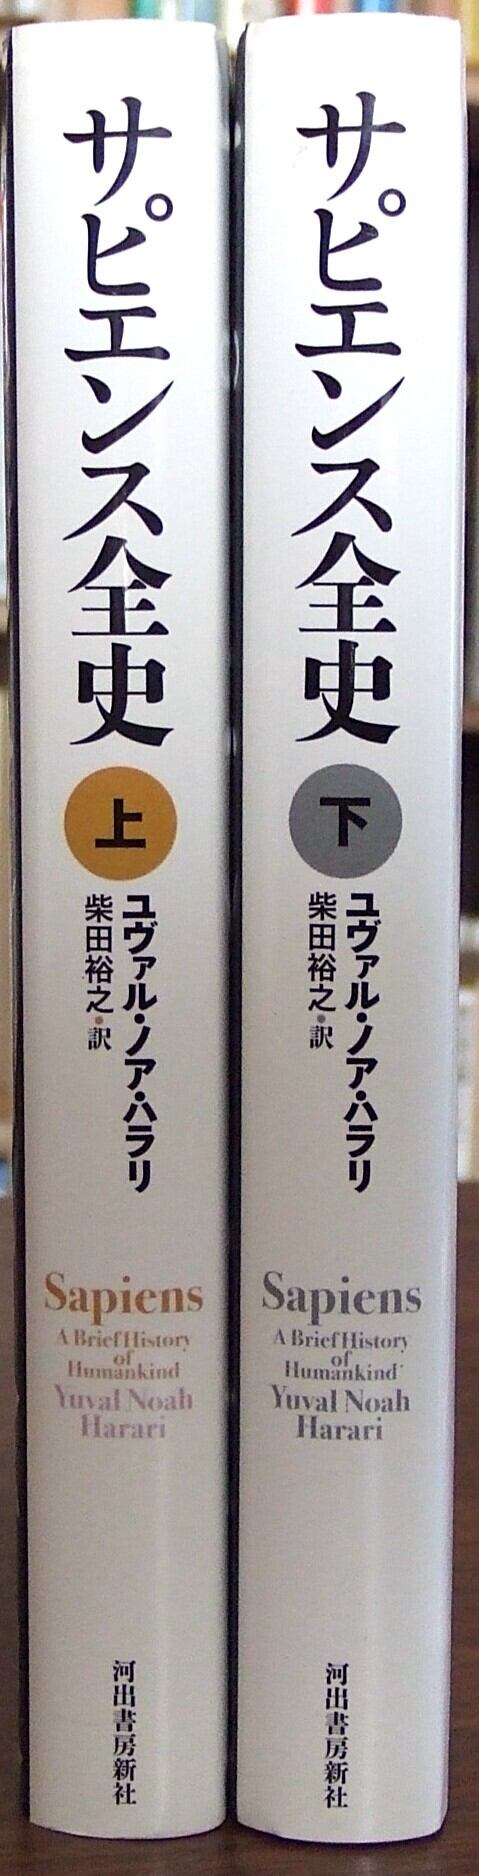 サピエンス全史
上
ユヴァル・ノア・ハラリ
柴田裕之・訳
Sapiens
A Brief History
of
Humankind
Yuval Noah
Harari
河出書房新社
サピエンス全史
下
ユヴァル・ノア・ハラリ
柴田裕之・訳
Sapiens
A Brief History
of
Humankind
Yuval Noah
Harari
河出書房新社